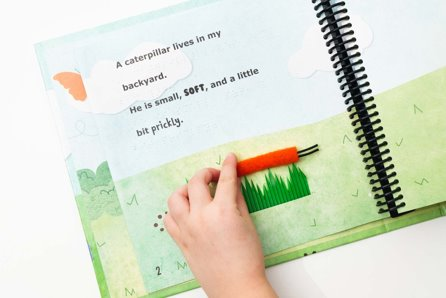 A caterpillar lives in my
backyard.
He is small, SOFT, and a little
bit prickly.
2